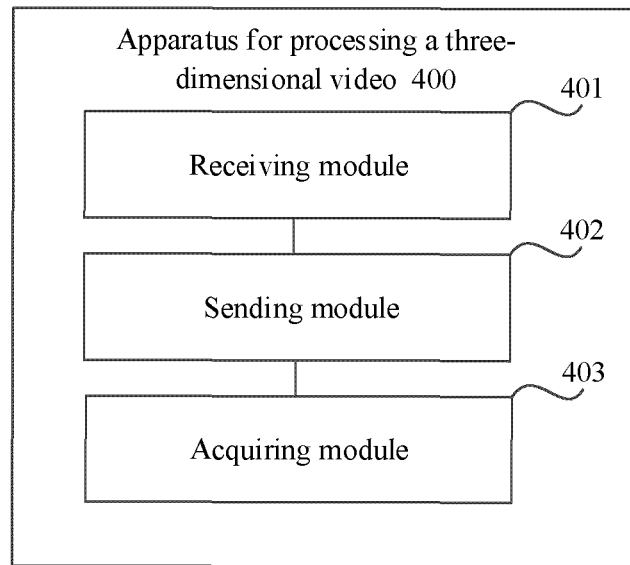 Apparatus for processing a three-
dimensional video 400
401
Receiving module
402
Sending module
403
Acquiring module